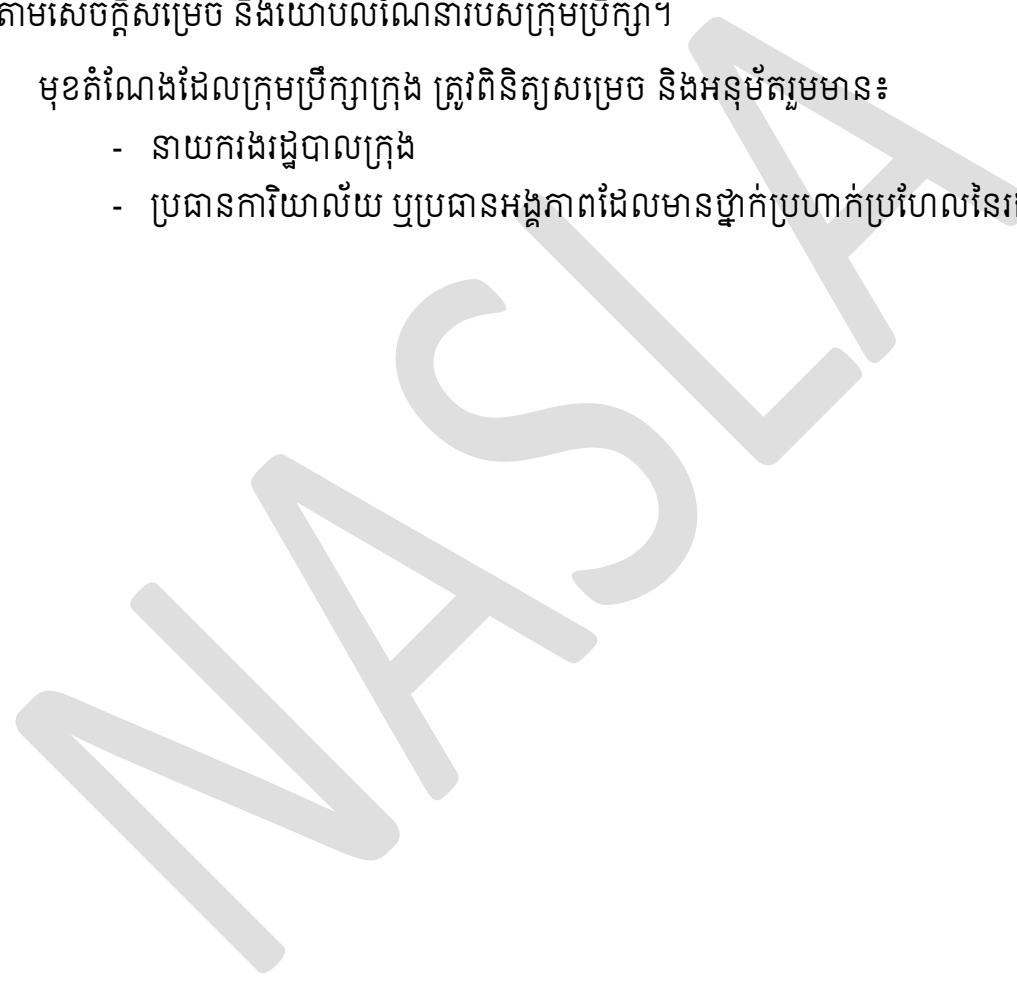 តាមសេចក្តីសម្រេច និងយោបល់ណែនាំរបស់ក្រុមប្រឹក្សា។
មុខតំណែងដែលក្រុមប្រឹក្សាក្រុង ត្រូវពិនិត្យសម្រេច និងអនុម័តរួមមាន៖
- នាយករងរដ្ឋបាលក្រុង
- ប្រធានការិយាល័យ ឬប្រធានអង្គភាពដែលមានថ្នាក់ប្រហាក់ប្រហែលនៃ
NASLA